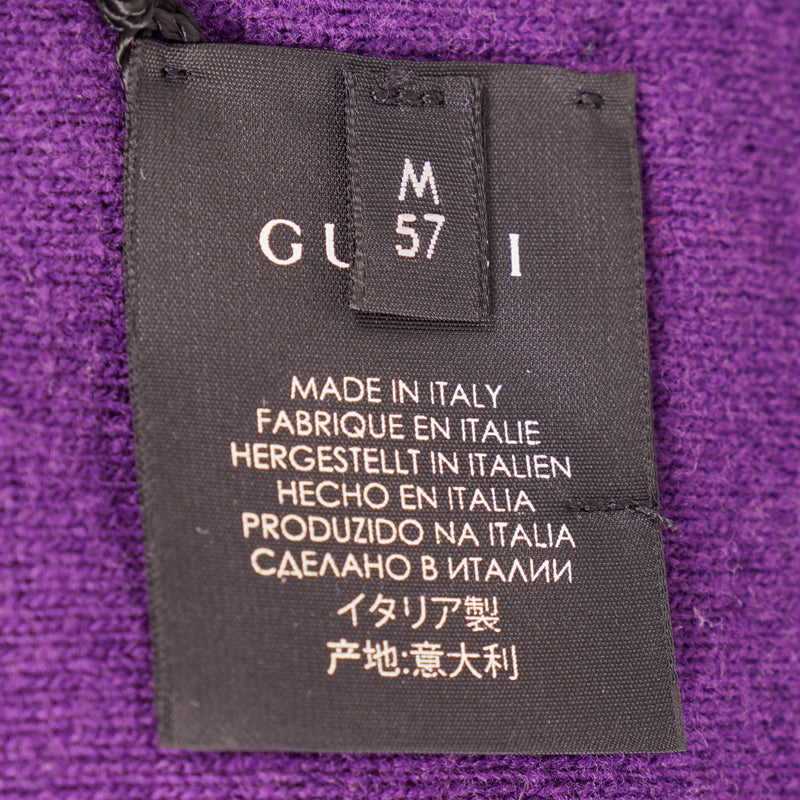 M
57
GU I
MADE IN ITALY
FABRIQUE EN ITALIE
HERGESTELLT IN ITALIEN
HECHO EN ITALIA
PRODUZIDO NA ITALIA
СДЕЛАНО В ИТАЛИИ
イタリア製
产地:意大利